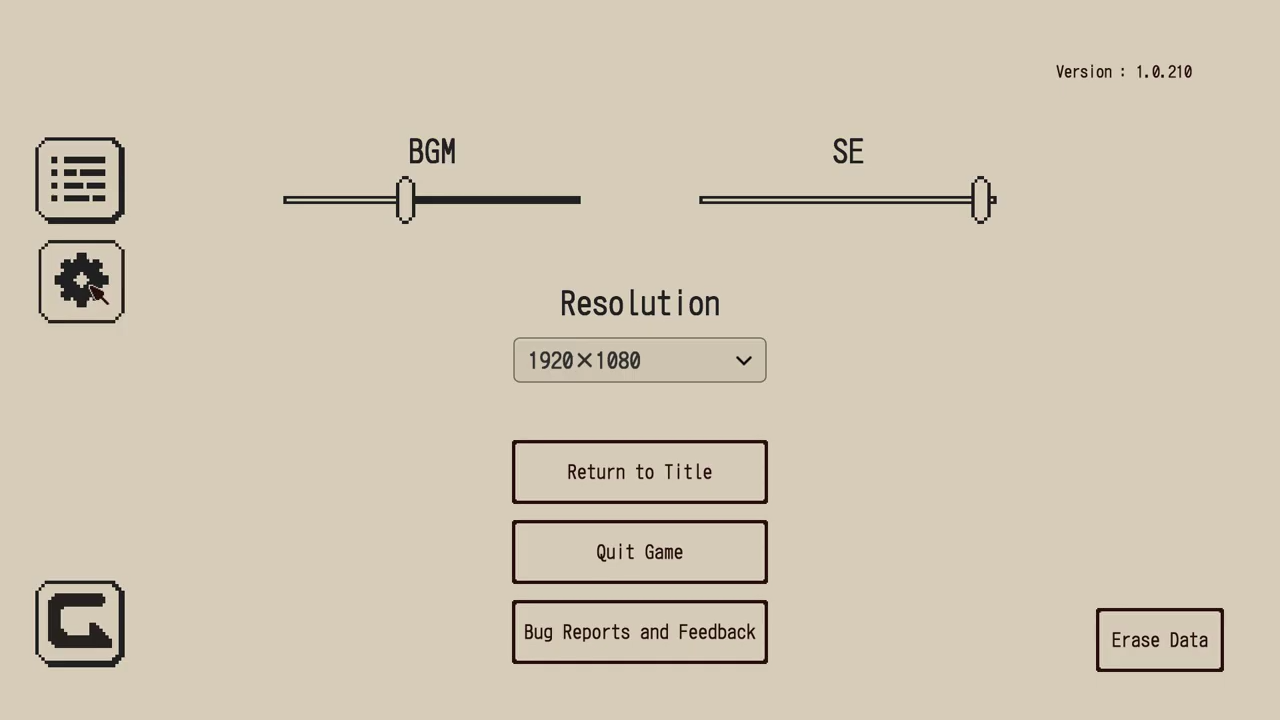 Version : 1.0.210
BGM
SE
Resolution
1920×1080
Return to Title
Quit Game
Bug Reports and Feedback
Erase Data